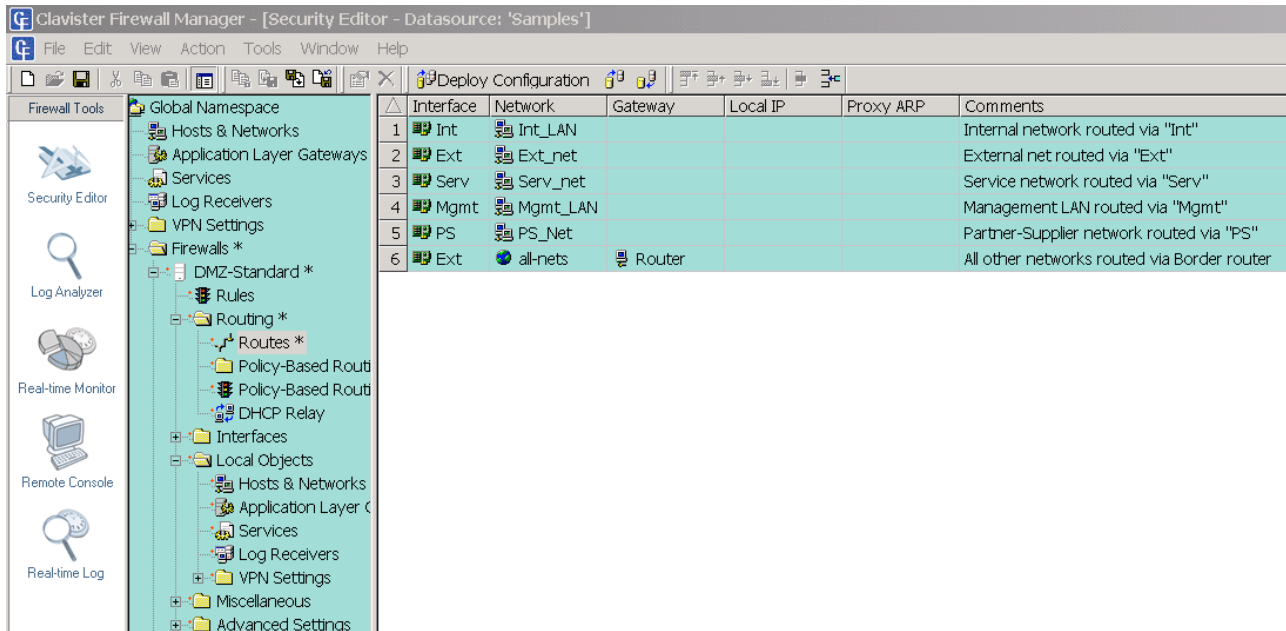 Clavister Firewall Manager - [Security Editor - Datasource: 'Samples']
File Edit View Action Tools Window Help
Deploy Configuration
Firewall Tools
Security Editor
Log Analyzer
Real-time Monitor
Remote Console
Real-time Log
Global Namespace
Hosts & Networks
Application Layer Gateways
Services
Log Receivers
VPN Settings
Firewalls *
DMZ-Standard *
Rules
Routing *
Routes *
Policy-Based Routi
Policy-Based Routi
DHCP Relay
Interfaces
Local Objects
Hosts & Networks
Application Layer G
Services
Log Receivers
VPN Settings
Miscellaneous
Advanced Settings
Interface Network Gateway Local IP Proxy ARP Comments
1 Int Int_LAN Internal network routed via "Int"
2 Ext Ext_net External net routed via "Ext"
3 Serv Serv_net Service network routed via "Serv"
4 Mgmt Mgmt_LAN Management LAN routed via "Mgmt"
5 PS PS_Net Partner-Supplier network routed via "PS"
6 Ext all-nets Router All other networks routed via Border router